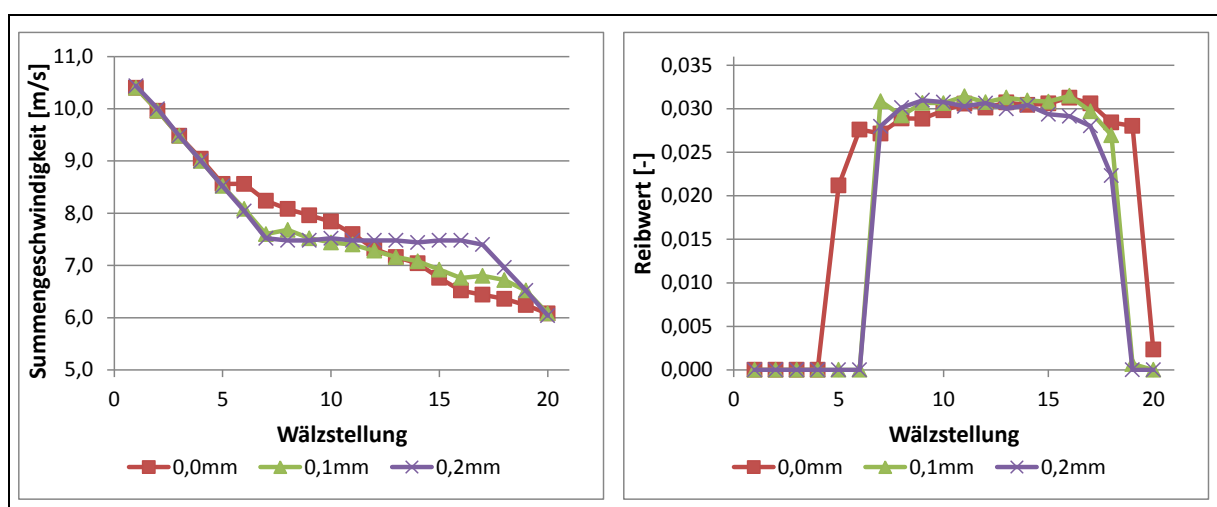 Summengeschwindigkeit [m/s]
11,0
10,0
9,0
8,0
7,0
6,0
5,0
0 5 10 15 20
Wälzstellung
0,0mm 0,1mm 0,2mm
Reibwert [-]
0,035
0,030
0,025
0,020
0,015
0,010
0,005
0,000
0 5 10 15 20
Wälzstellung
0,0mm 0,1mm 0,2mm